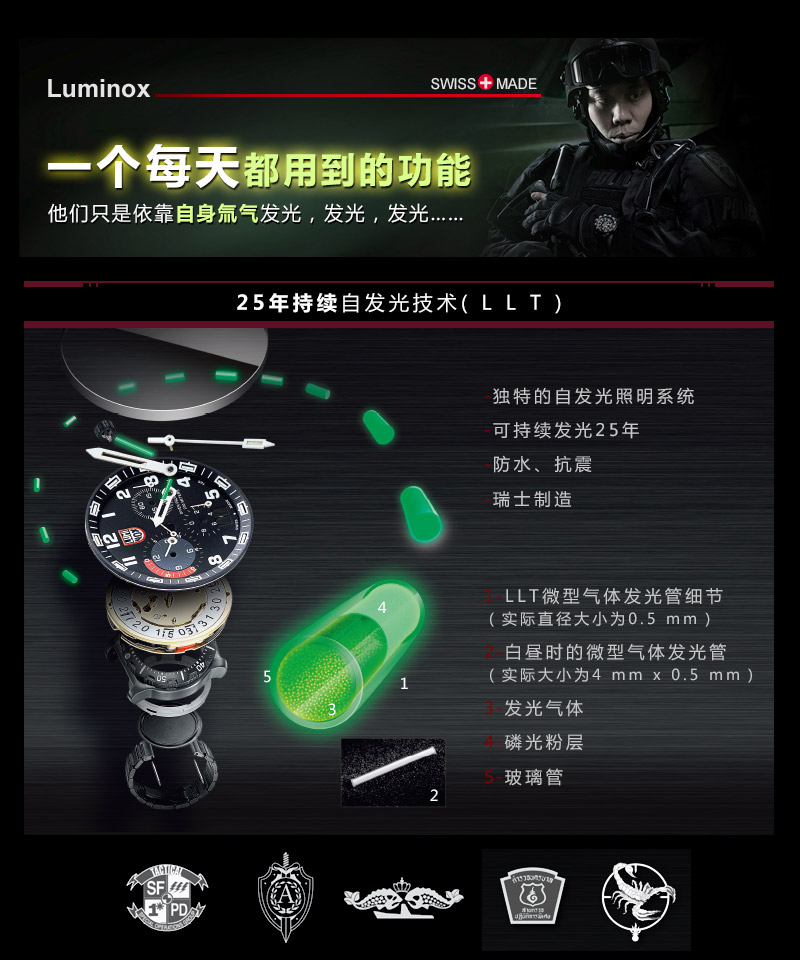 Luminox
SWISS MADE
一个每天都用到的功能
他们只是依靠自身氚气发光，发光，发光……
POLICE
25年持续自发光技术( L L T )
-独特的自发光照明系统
-可持续发光25年
-防水、抗震
-瑞士制造
1-LLT微型气体发光管细节
( 实际直径大小为0.5 mm )
2-白昼时的微型气体发光管
( 实际大小为4 mm x 0.5 mm )
3-发光气体
4-磷光粉层
5-玻璃管
4
5
1
3
2
TACTICAL
SF
PD
SPECIAL OPERATIONS GROUP
A